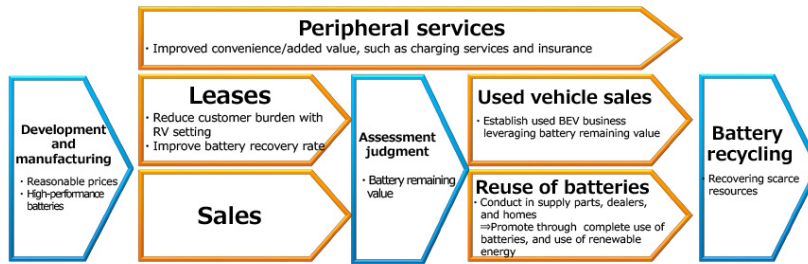 Peripheral services
・Improved convenience/added value, such as charging services and insurance
Development
and
manufacturing
・Reasonable prices
・High-performance
batteries
Leases
・Reduce customer burden with
RV setting
・Improve battery recovery rate
Sales
Assessment
judgment
・Battery remaining
value
Used vehicle sales
・Establish used BEV business
leveraging battery remaining value
Reuse of batteries
・Conduct in supply parts, dealers,
and homes
⇒Promote through complete use of
batteries, and use of renewable
energy
Battery
recycling
・Recovering scarce
resources